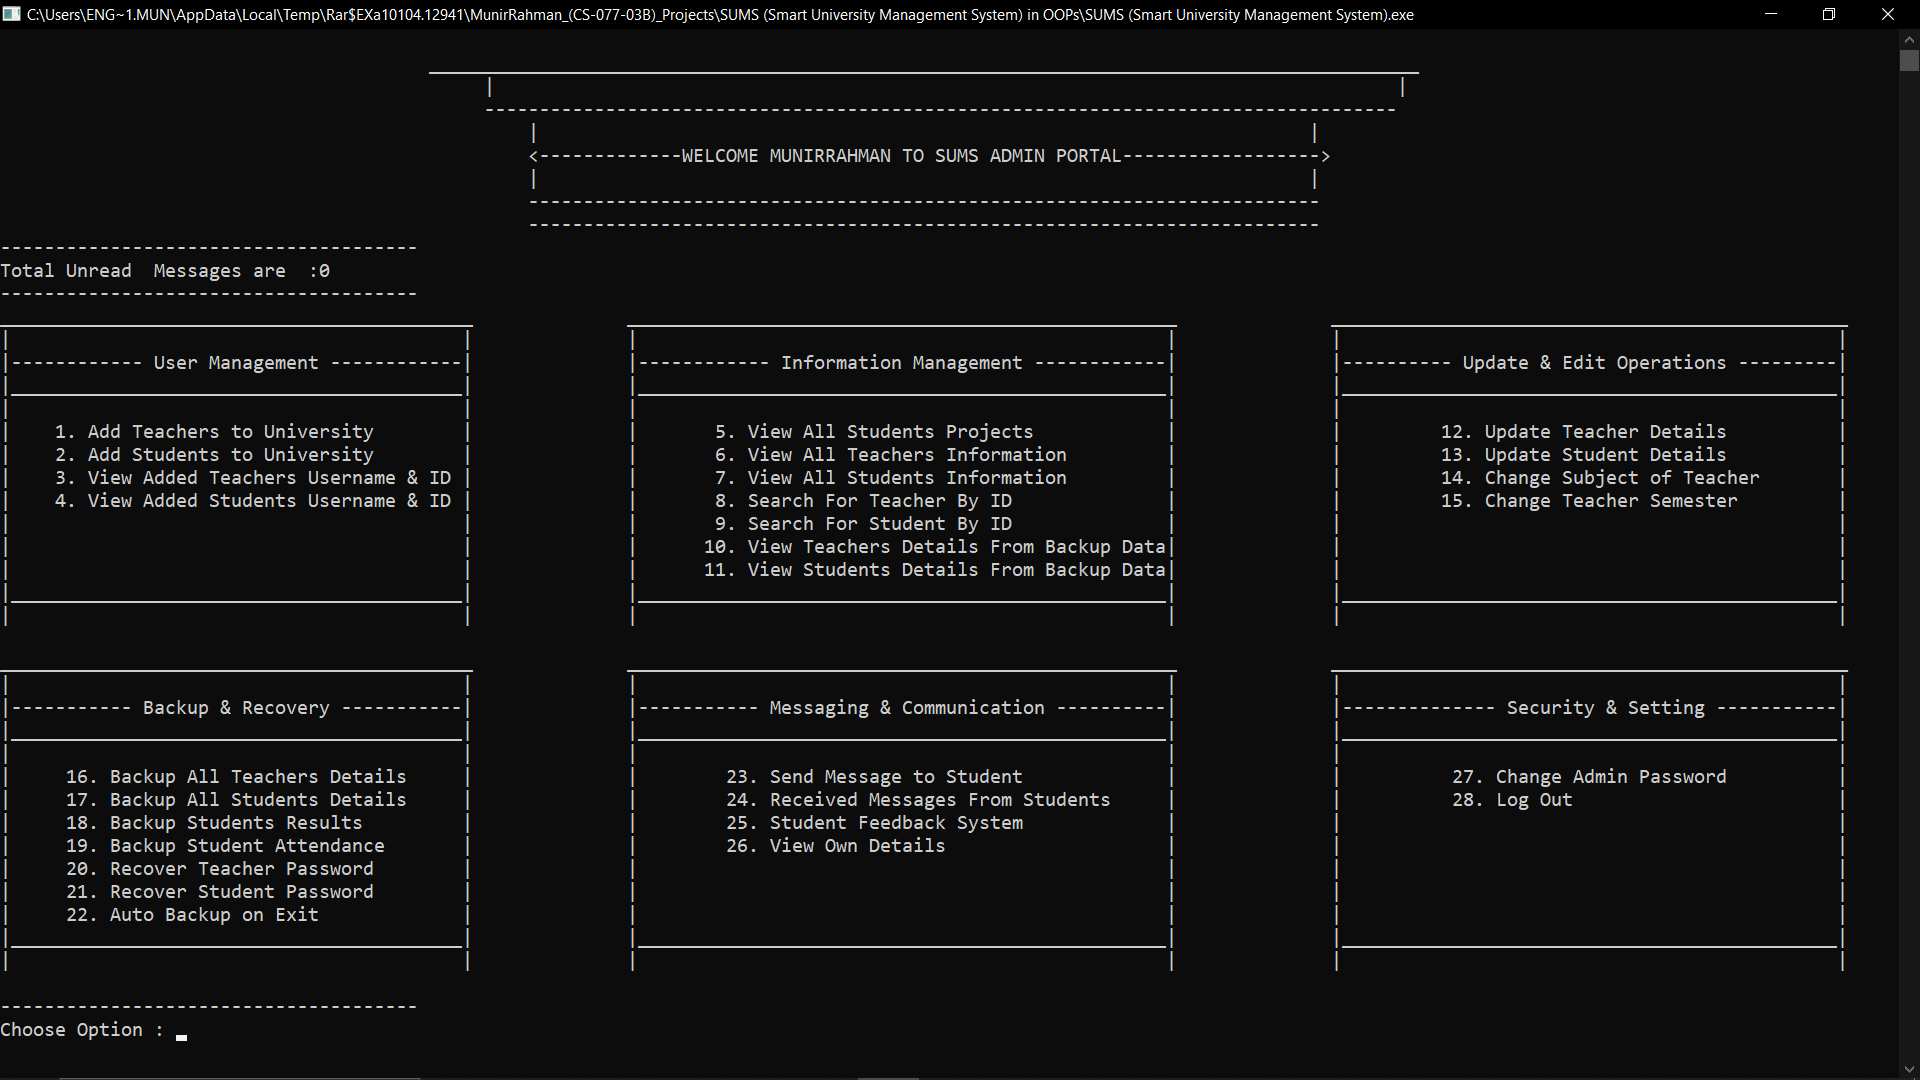 C:\Users\ENG~1.MUN\AppData\Local\Temp\Rar$EXa10104.12941\MunirRahman_(CS-077-03B)_Projects\SUMS (Smart University Management System) in OOPs\SUMS (Smart University Management System).exe
<-------------WELCOME MUNIRRAHMAN TO SUMS ADMIN PORTAL------------------>
Total Unread  Messages are  :0
------------ User Management ------------
1. Add Teachers to University
2. Add Students to University
3. View Added Teachers Username & ID
4. View Added Students Username & ID
------------ Information Management ------------
5. View All Students Projects
6. View All Teachers Information
7. View All Students Information
8. Search For Teacher By ID
9. Search For Student By ID
10. View Teachers Details From Backup Data
11. View Students Details From Backup Data
---------- Update & Edit Operations ---------
12. Update Teacher Details
13. Update Student Details
14. Change Subject of Teacher
15. Change Teacher Semester
----------- Backup & Recovery -----------
16. Backup All Teachers Details
17. Backup All Students Details
18. Backup Students Results
19. Backup Student Attendance
20. Recover Teacher Password
21. Recover Student Password
22. Auto Backup on Exit
----------- Messaging & Communication ----------
23. Send Message to Student
24. Received Messages From Students
25. Student Feedback System
26. View Own Details
-------------- Security & Setting -----------
27. Change Admin Password
28. Log Out
Choose Option :